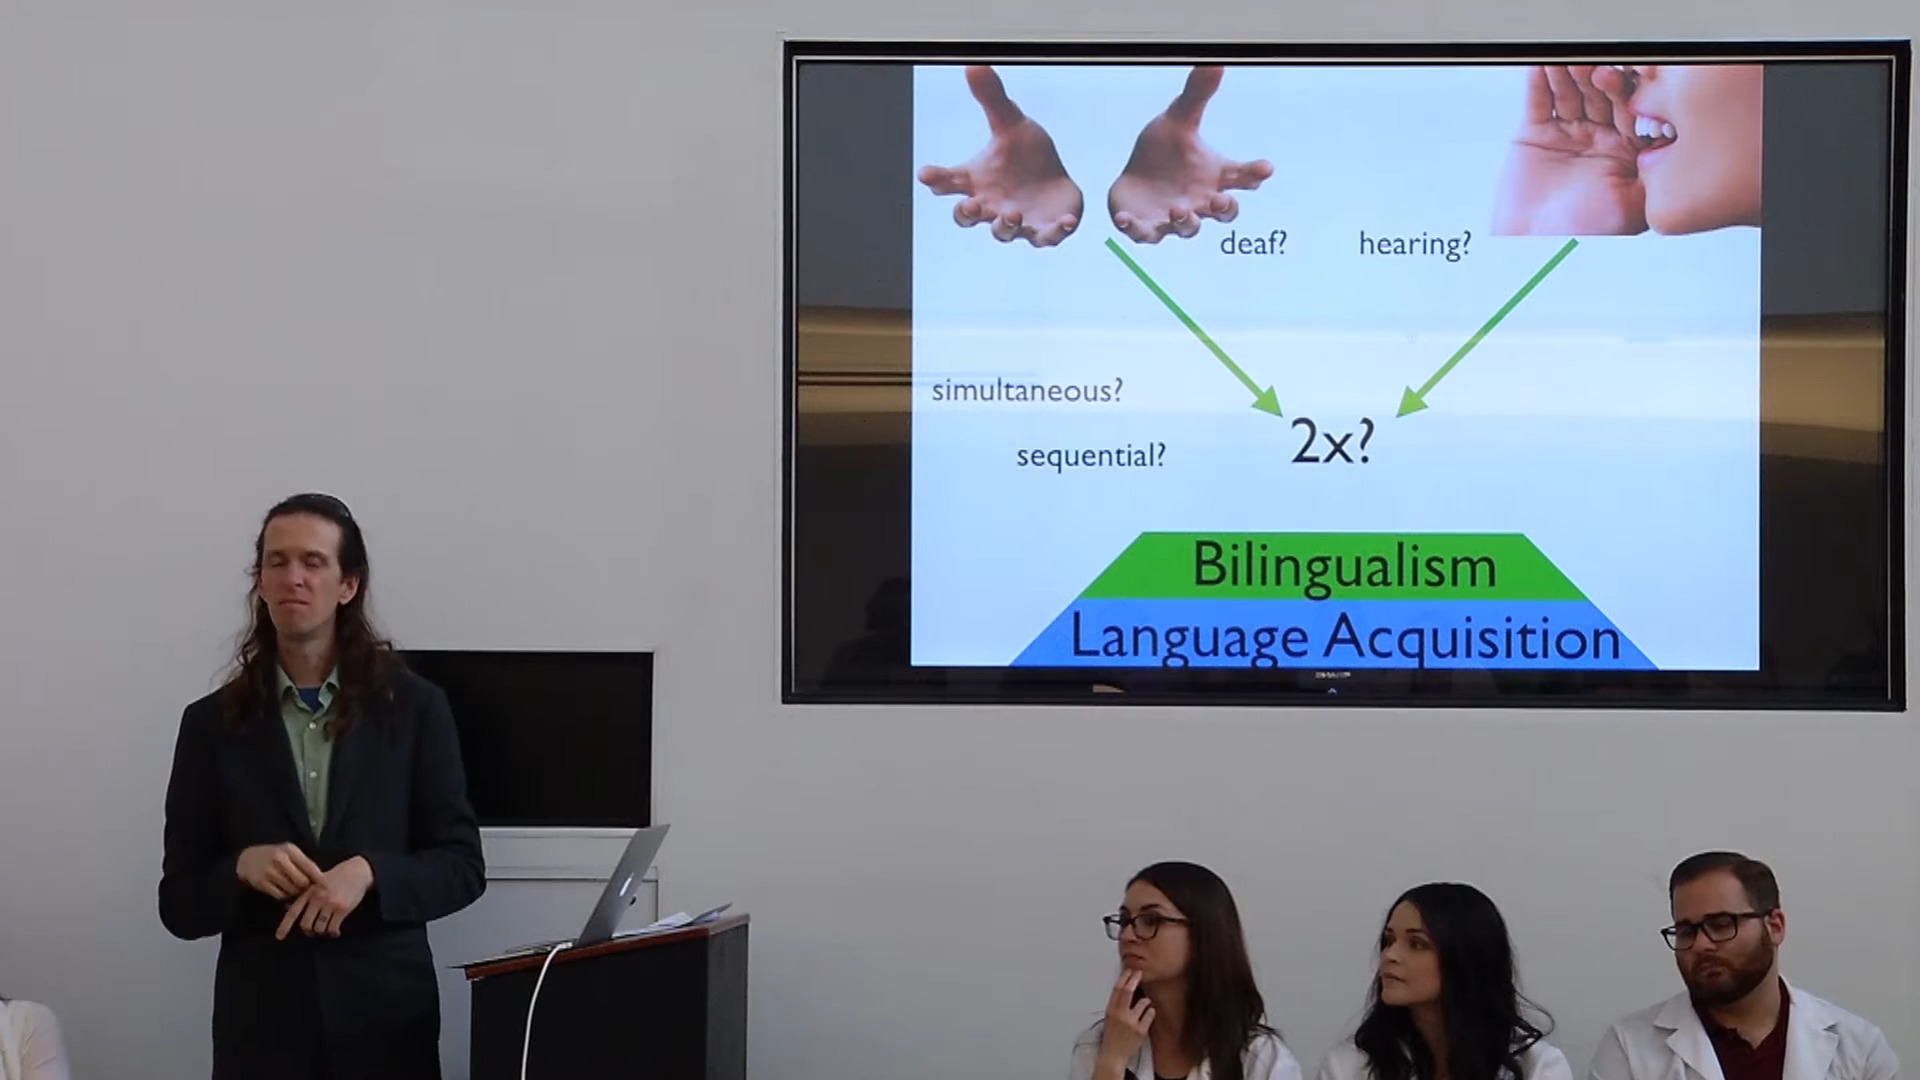 deaf? hearing?
simultaneous?
2x?
sequential?
Bilingualism
Language Acquisition